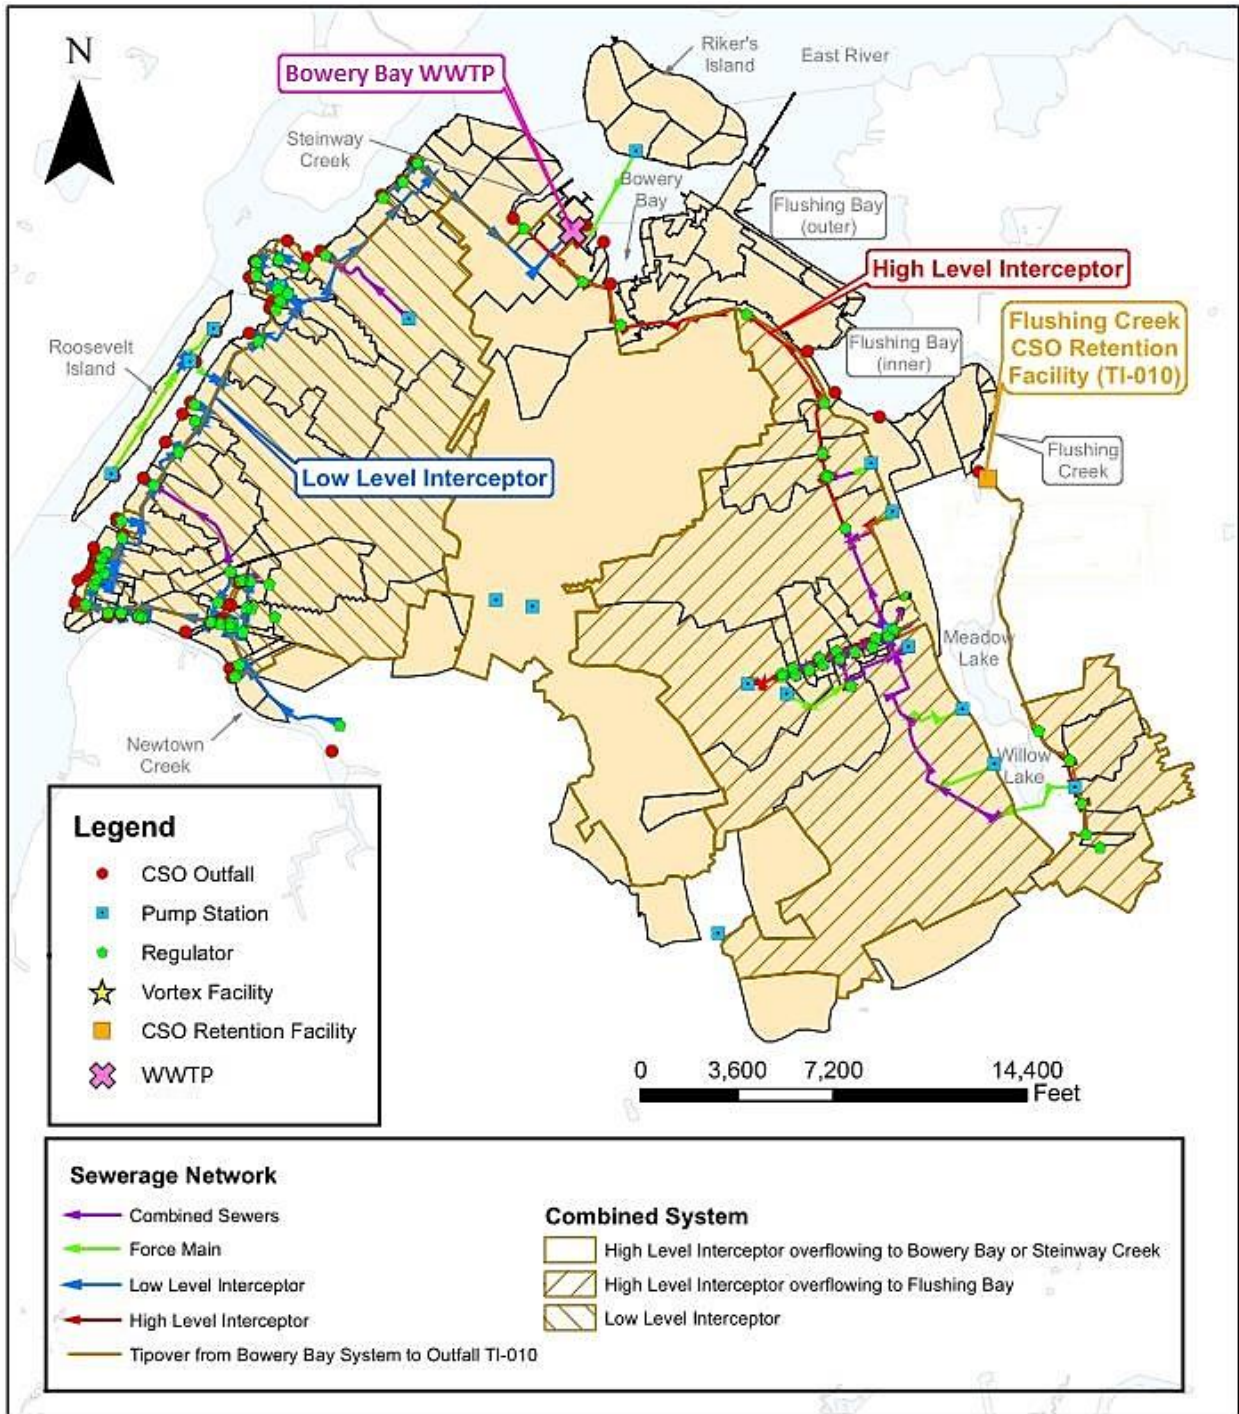 N
Riker's
Island
East River
Bowery Bay WWTP
Steinway
Creek
Bowery
Bay
Flushing Bay
(outer)
High Level Interceptor
Flushing Creek
CSO Retention
Facility (TI-010)
Flushing Bay
(inner)
Roosevelt
Island
Low Level Interceptor
Flushing
Creek
Meadow
Lake
Newtown
Creek
Willow
Lake
Legend
CSO Outfall
Pump Station
Regulator
Vortex Facility
CSO Retention Facility
WWTP
0 3,600 7,200 14,400
Feet
Sewerage Network
Combined Sewers
Force Main
Low Level Interceptor
High Level Interceptor
Tipover from Bowery Bay System to Outfall TI-010
Combined System
High Level Interceptor overflowing to Bowery Bay or Steinway Creek
High Level Interceptor overflowing to Flushing Bay
Low Level Interceptor